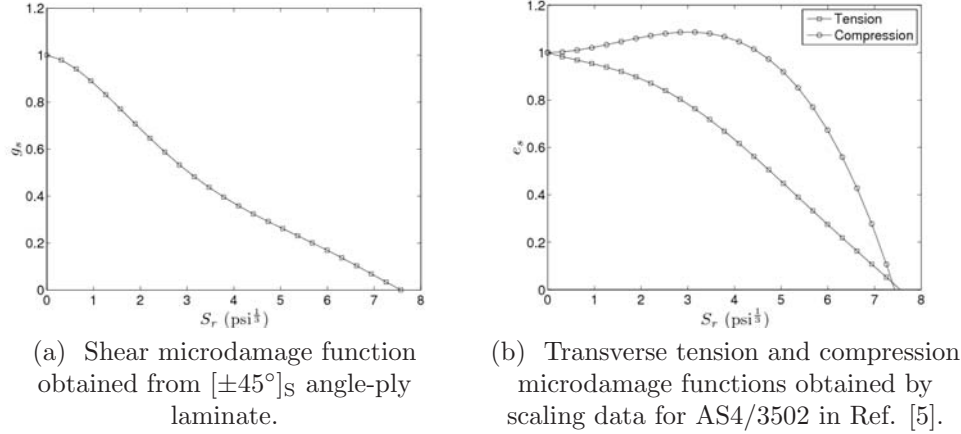 1.2
1
0.8
0.6
0.4
0.2
0
g_s
0 1 2 3 4 5 6 7 8
S_r (psi^{1/3})
(a) Shear microdamage function
obtained from [±45°]_S angle-ply
laminate.
1.2
1
0.8
0.6
0.4
0.2
0
e_s
Tension
Compression
0 1 2 3 4 5 6 7 8
S_r (psi^{1/3})
(b) Transverse tension and compression
microdamage functions obtained by
scaling data for AS4/3502 in Ref. [5].